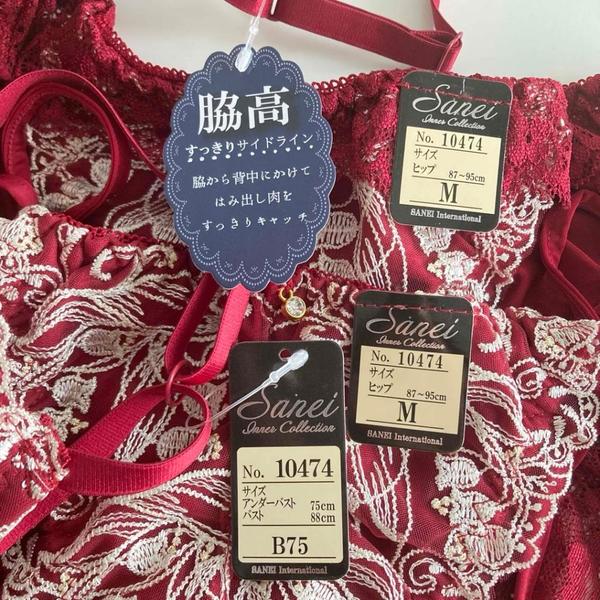 脇高
すっきりサイドライン
脇から背中にかけて
はみ出し肉を
すっきりキャッチ
Sanei
Inner Collection
No. 10474
サイズ
ヒップ 87~95cm
M
SANEI International
Sanei
Inner Collection
No. 10474
サイズ
ヒップ 87~95cm
M
SANEI International
Sanei
Inner Collection
No. 10474
サイズ
アンダーバスト 75cm
バスト 88cm
B75
SANEI International